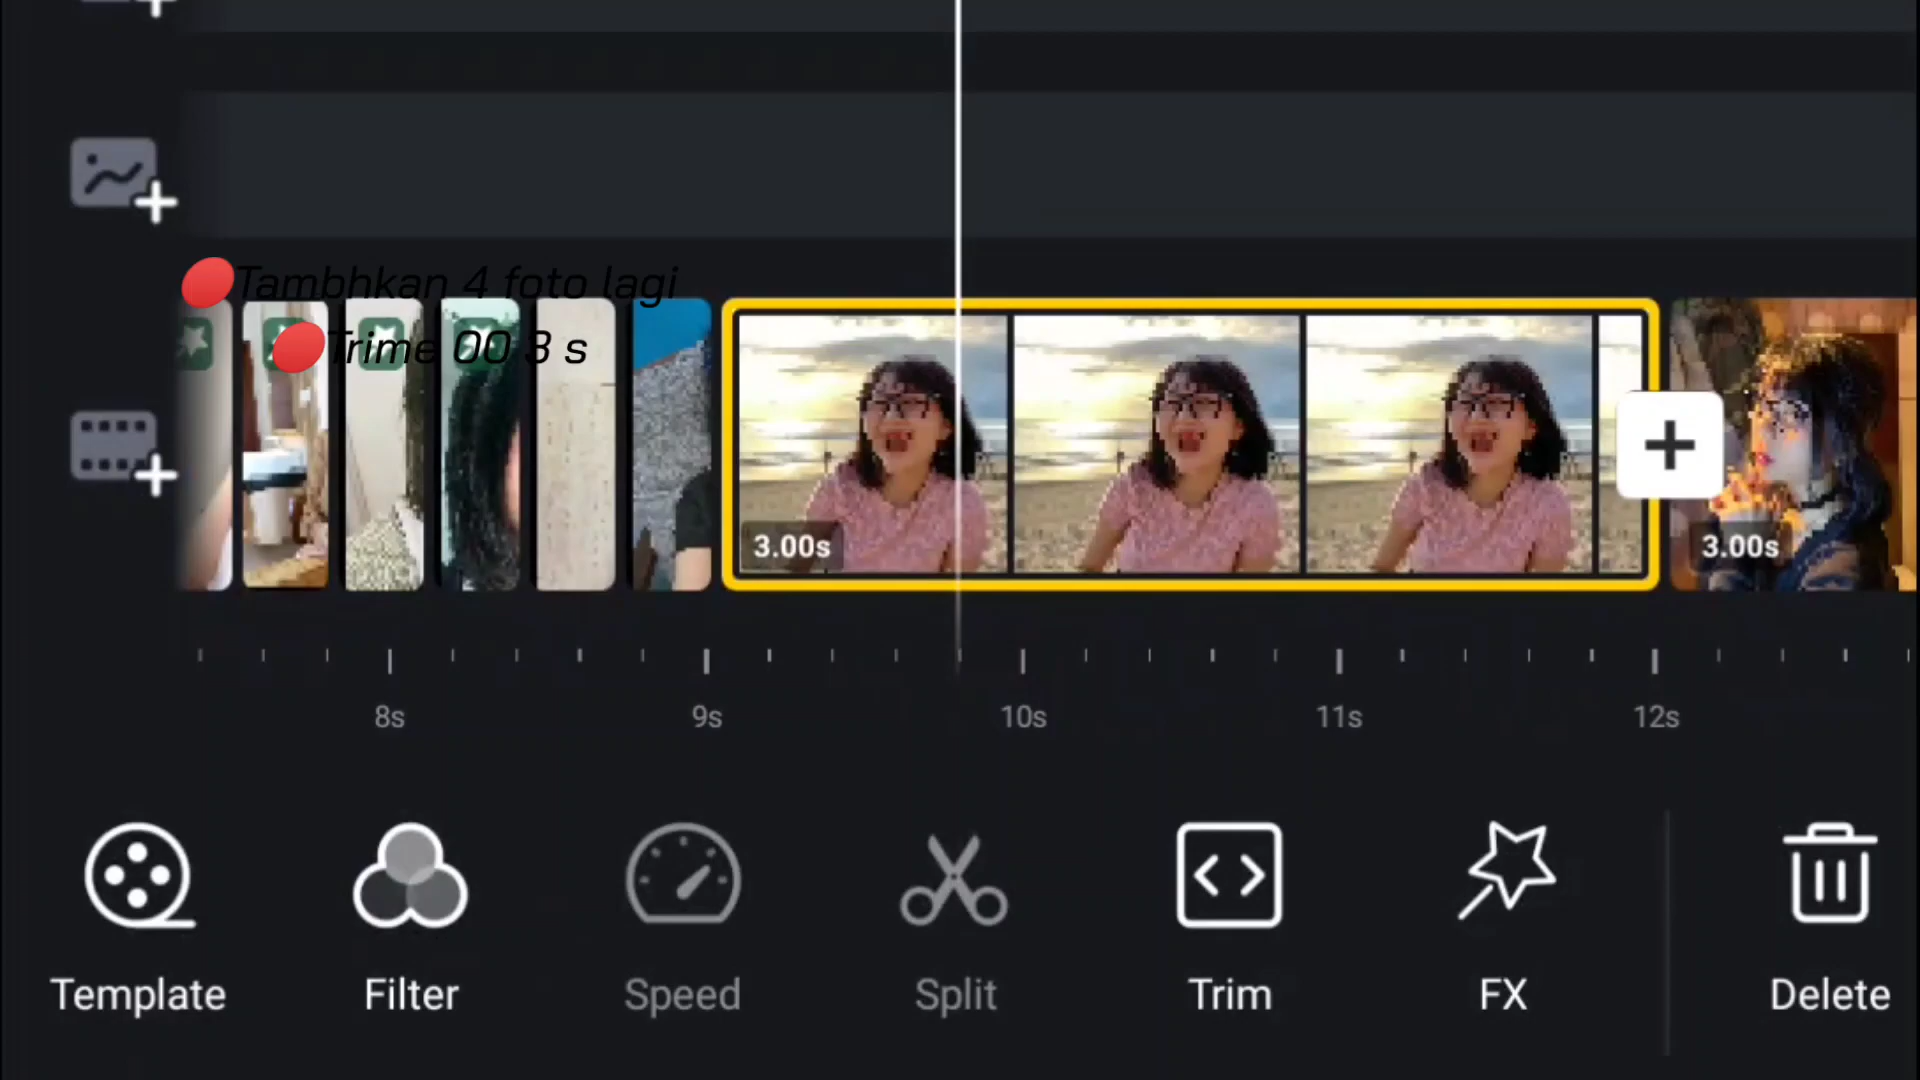 Tambhkan 4 foto lagi
Trime 00 3 s
3.00s
3.00s
8s 9s 10s 11s 12s
Template Filter Speed Split Trim FX Delete